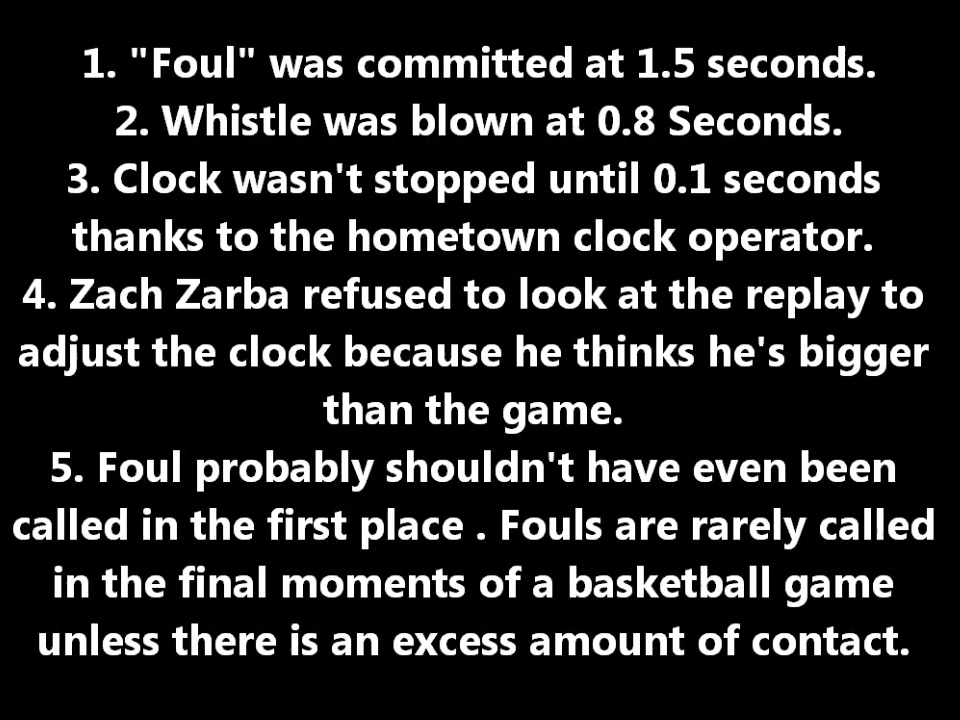 1. "Foul" was committed at 1.5 seconds.
2. Whistle was blown at 0.8 Seconds.
3. Clock wasn't stopped until 0.1 seconds
thanks to the hometown clock operator.
4. Zach Zarba refused to look at the replay to
adjust the clock because he thinks he's bigger
than the game.
5. Foul probably shouldn't have even been
called in the first place . Fouls are rarely called
in the final moments of a basketball game
unless there is an excess amount of contact.